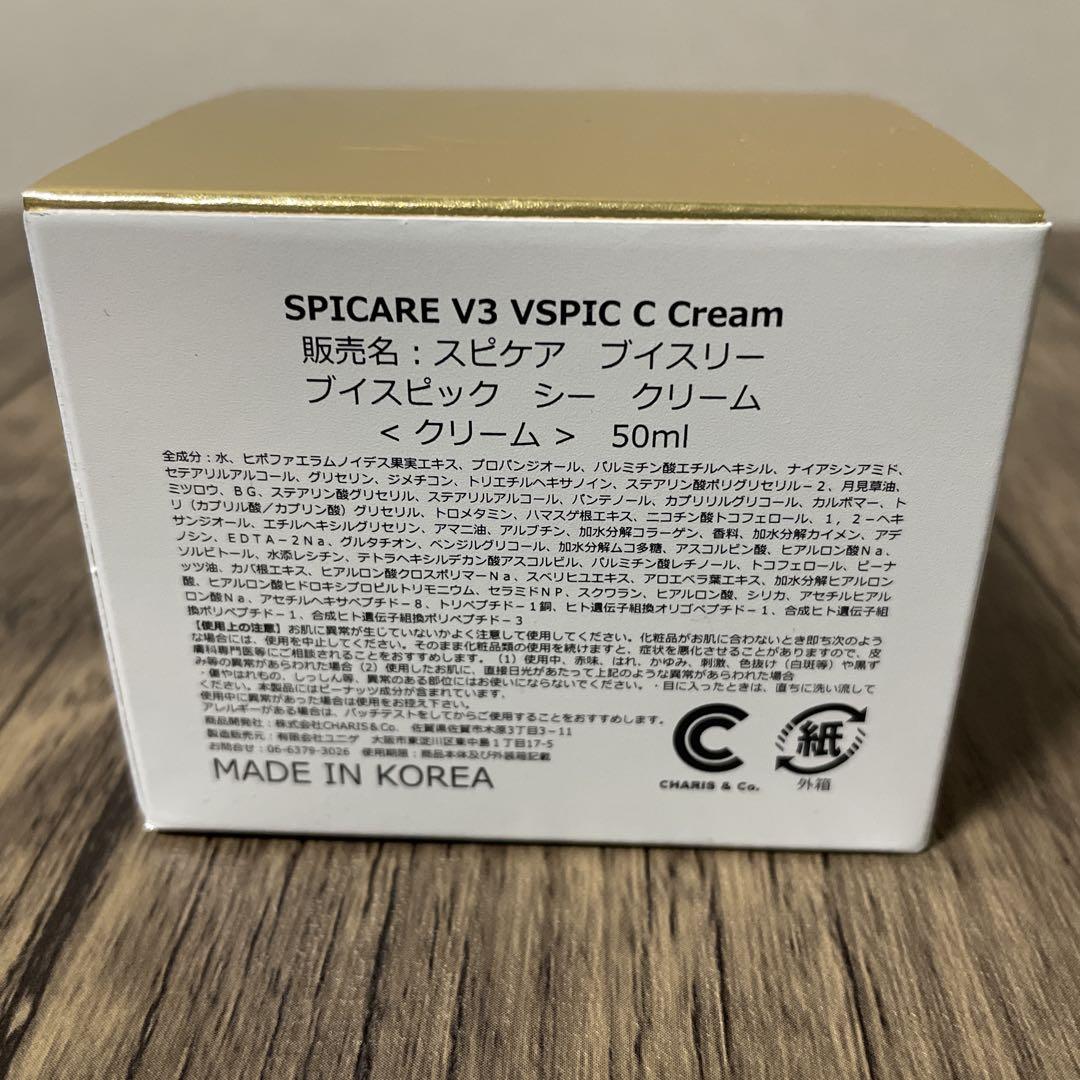 SPICARE V3 VSPIC C Cream
販売名：スピケア　ブイスリー
ブイスピック　シー　クリーム
＜クリーム＞　50ml
全成分：水、ヒポファエラムノイデス果実エキス、プロパンジオール、パルミチン酸エチルヘキシル、ナイアシンアミド、
セテアリルアルコール、グリセリン、ジメチコン、トリエチルヘキサノイン、ステアリン酸ポリグリセリル－2、月見草油、
ミツロウ、BG、ステアリン酸グリセリル、ステアリルアルコール、パンテノール、カプリリルグリコール、カルボマー、ト
リ（カプリル酸／カプリン酸）グリセリル、トロメタミン、ハマスゲ根エキス、ニコチン酸トコフェロール、1，2－ヘキ
サンジオール、エチルヘキシルグリセリン、アマニ油、アルブチン、加水分解コラーゲン、香料、加水分解カイメン、アデ
ノシン、EDTA－2Na、グルタチオン、ベンジルグリコール、加水分解ムコ多糖、アスコルビン酸、ヒアルロン酸Na、
ソルビトール、水添レシチン、テトラヘキシルデカン酸アスコルビル、パルミチン酸レチノール、トコフェロール、ピーナ
ッツ油、カバ根エキス、ヒアルロン酸クロスポリマーNa、スベリヒユエキス、アロエベラ葉エキス、加水分解ヒアルロン
酸、ヒアルロン酸ヒドロキシプロピルトリモニウム、セラミドNP、スクワラン、ヒアルロン酸、シリカ、アセチルヒアル
ロン酸Na、アセチルヘキサペプチド－8、トリペプチド－1銅、ヒト遺伝子組換オリゴペプチド－1、合成ヒト遺伝子組
換ポリペプチド－1、合成ヒト遺伝子組換ポリペプチド－3
【使用上の注意】お肌に異常が生じていないかよく注意して使用してください。化粧品がお肌に合わないとき即ち次のよう
な場合には、使用を中止してください。そのまま化粧品類の使用を続けますと、症状を悪化させることがありますので、皮
膚科専門医等にご相談されることをおすすめします。（1）使用中、赤味、はれ、かゆみ、刺激、色抜け（白斑等）や黒ず
み等の異常があらわれた場合（2）使用したお肌に、直接日光があたって上記のような異常があらわれた場合
・傷やはれもの、しっしん等、異常のある部位にはお使いにならないでください。・目に入ったときは、直ちに洗い流して
ください。本製品にはピーナッツ成分が含まれています。
使用中に異常があった場合は使用をお控え下さい。
アレルギーがある場合は、パッチテストをしてからご使用することをおすすめします。
商品開発社：株式会社CHARIS&Co.　佐賀県佐賀市木原3丁目3－11
製造販売元：有限会社ユニゲ　大阪市東淀川区東中島1丁目17-5
お問合せ：06-6379-3026　使用期限：商品本体及び外装箱記載
MADE IN KOREA
CHARIS & Co.
紙
外箱